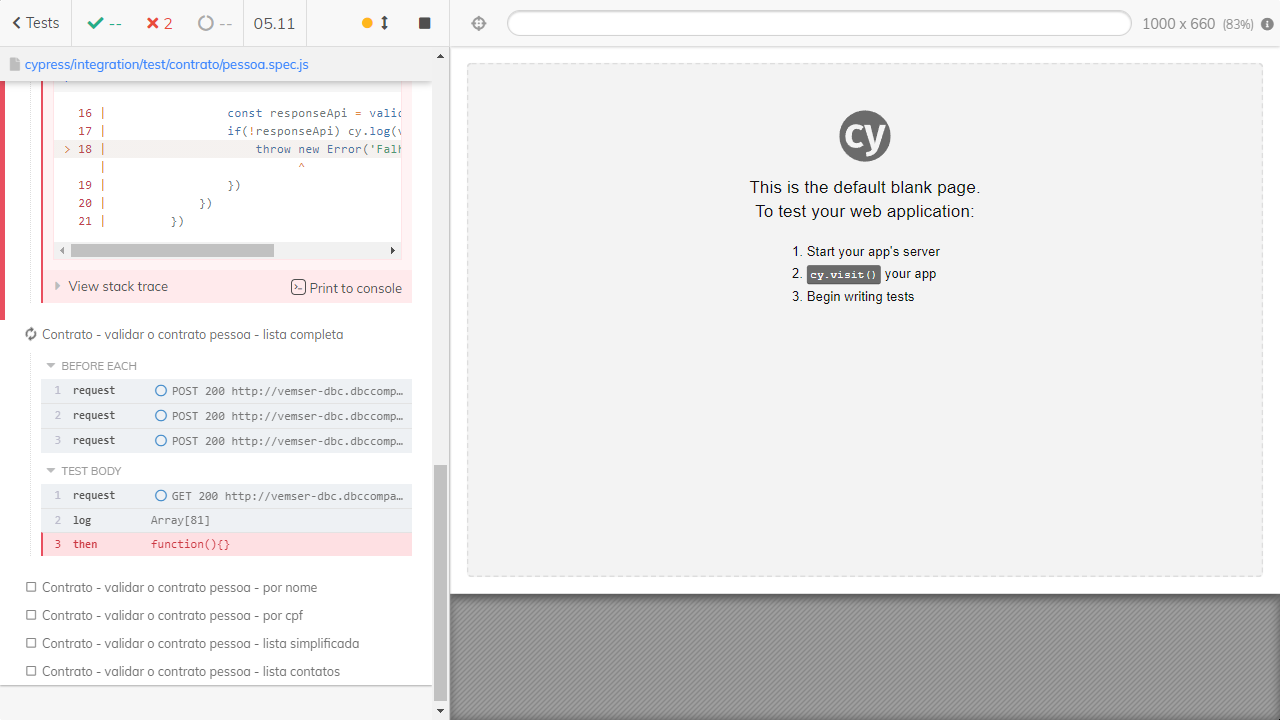 Tests
--
2
--
05.11
1000 x 660 (83%)
cypress/integration/test/contrato/pessoa.spec.js
16 | const responseApi = valid
17 | if(!responseApi) cy.log(v
> 18 | throw new Error('Falh
| ^
19 | })
20 | })
21 | })
View stack trace
Print to console
Contrato - validar o contrato pessoa - lista completa
BEFORE EACH
1 request POST 200 http://vemser-dbc.dbccomp…
2 request POST 200 http://vemser-dbc.dbccomp…
3 request POST 200 http://vemser-dbc.dbccomp…
TEST BODY
1 request GET 200 http://vemser-dbc.dbccompa…
2 log Array[81]
3 then function(){}
Contrato - validar o contrato pessoa - por nome
Contrato - validar o contrato pessoa - por cpf
Contrato - validar o contrato pessoa - lista simplificada
Contrato - validar o contrato pessoa - lista contatos
cy
This is the default blank page.
To test your web application:
1. Start your app's server
2. cy.visit() your app
3. Begin writing tests